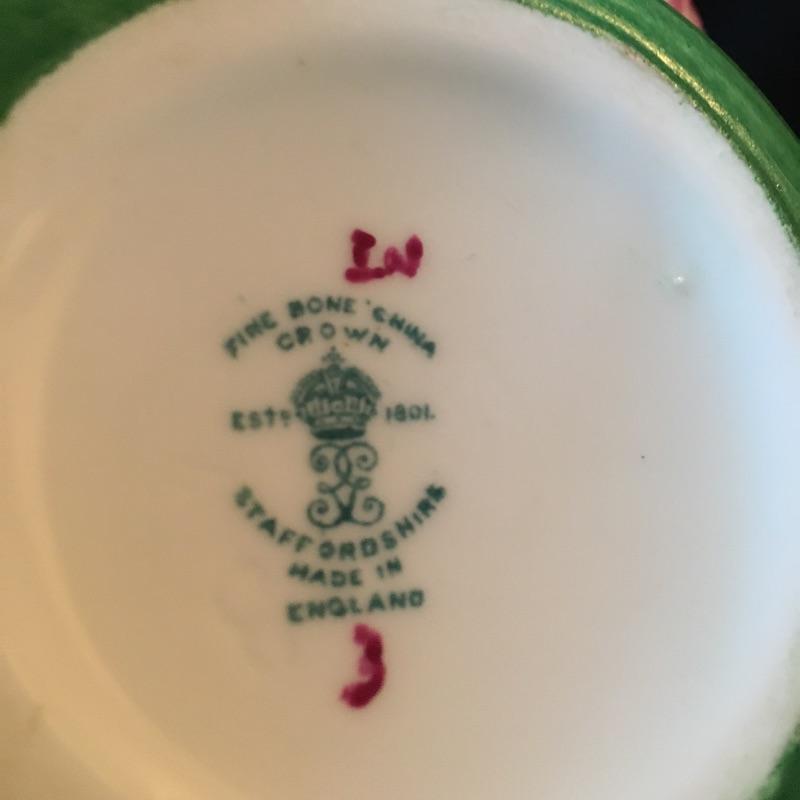 FINE BONE CHINA
CROWN
ESTD 1801.
STAFFORDSHIRE
MADE IN
ENGLAND